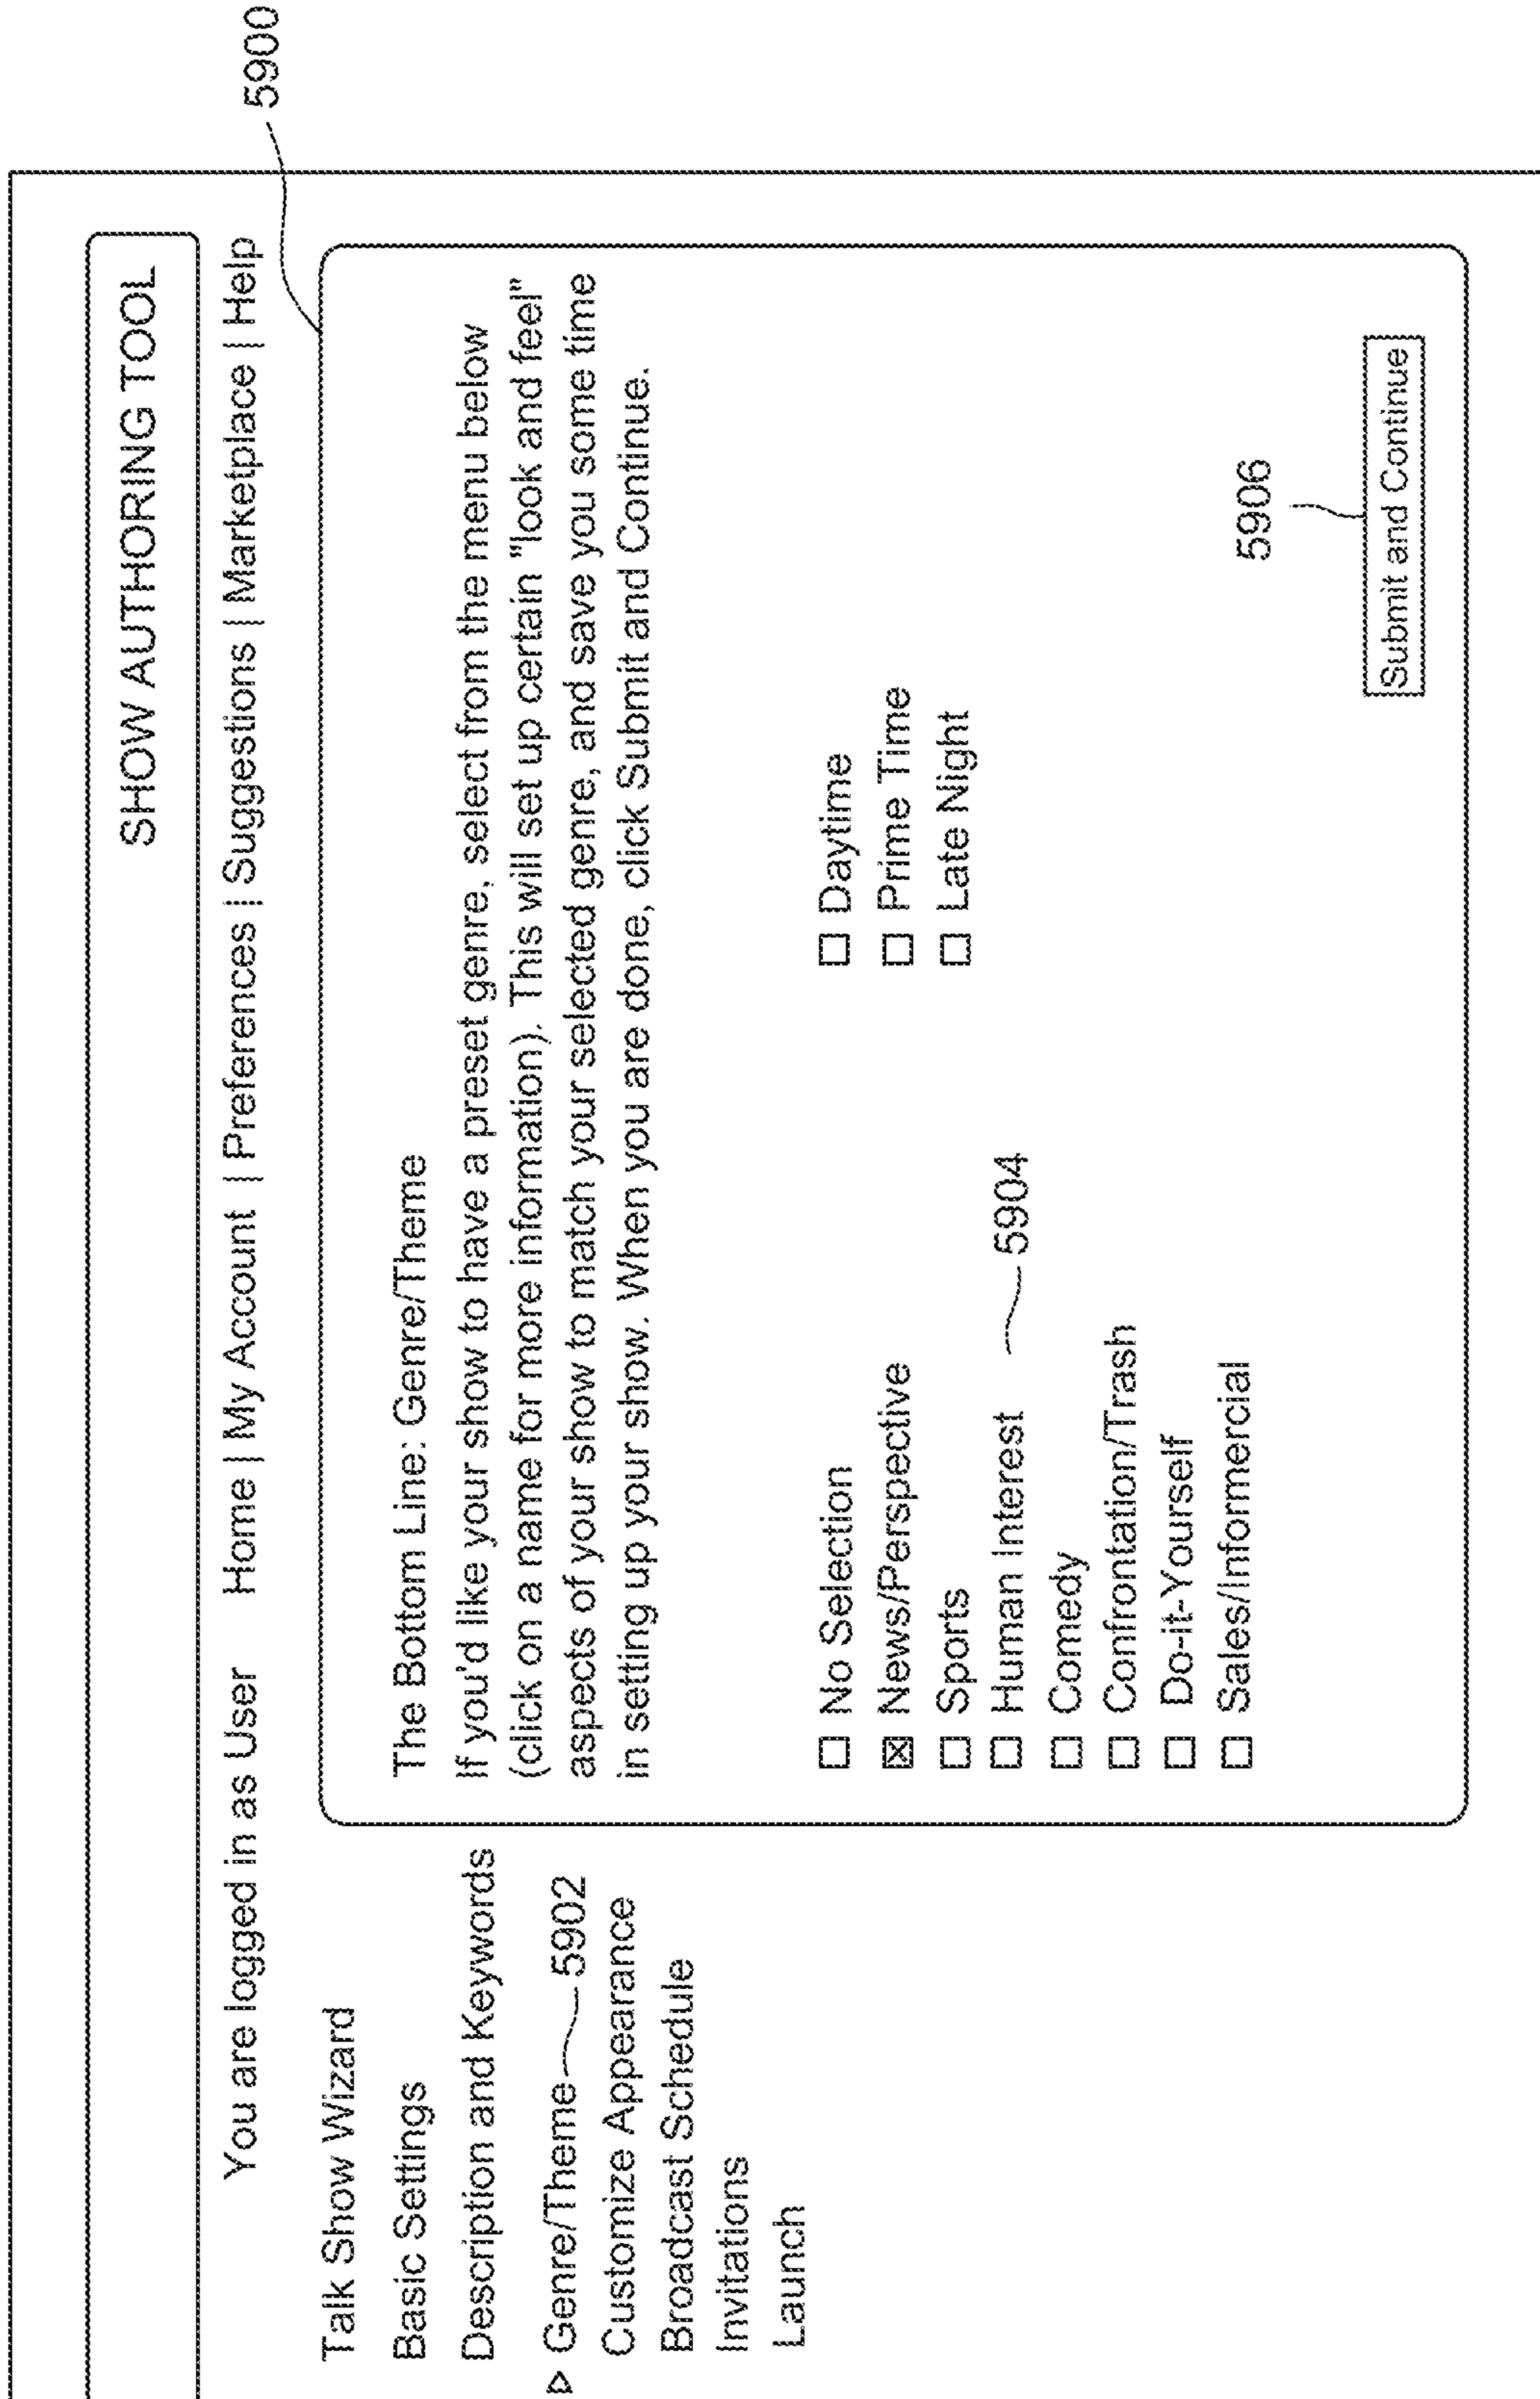 SHOW AUTHORING TOOL
You are logged in as User Home | My Account | Preferences | Suggestions | Marketplace | Help
5900
Talk Show Wizard
Basic Settings
Description and Keywords
Genre/Theme 5902
Customize Appearance
Broadcast Schedule
Invitations
Launch
The Bottom Line: Genre/Theme
If you'd like your show to have a preset genre, select from the menu below
(click on a name for more information). This will set up certain "look and feel"
aspects of your show to match your selected genre, and save you some time
in setting up your show. When you are done, click Submit and Continue.
No Selection
News/Perspective
Sports
Human Interest 5904
Comedy
Confrontation/Trash
Do-it-Yourself
Sales/Informercial
Daytime
Prime Time
Late Night
5906
Submit and Continue